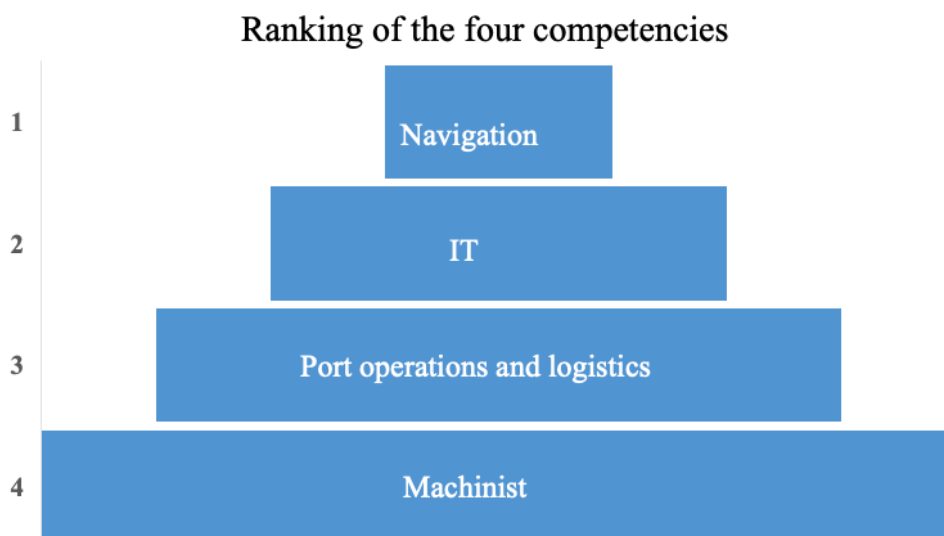 Ranking of the four competencies
1
Navigation
2
IT
3
Port operations and logistics
4
Machinist